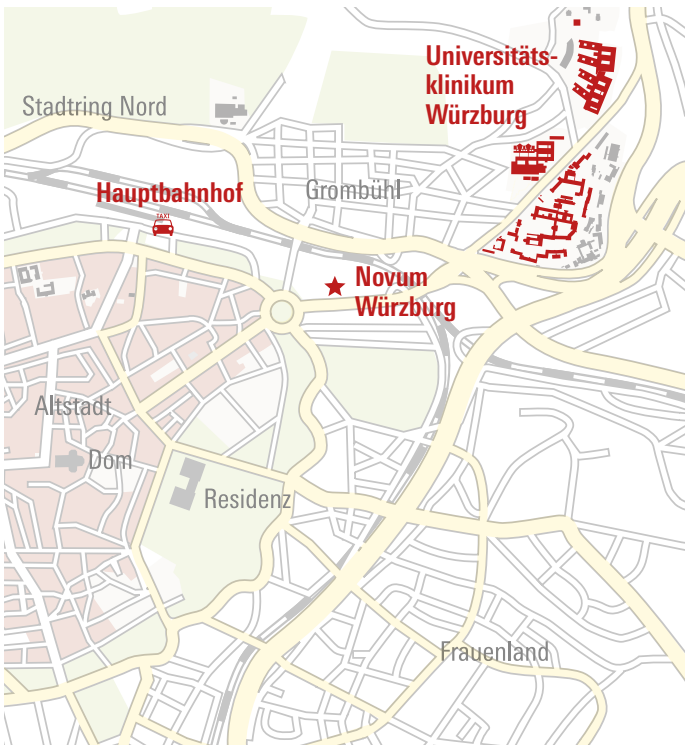 Universitäts-
klinikum
Würzburg
Stadtring Nord
Hauptbahnhof
TAXI
Grombühl
Novum
Würzburg
Altstadt
Dom
Residenz
Frauenland